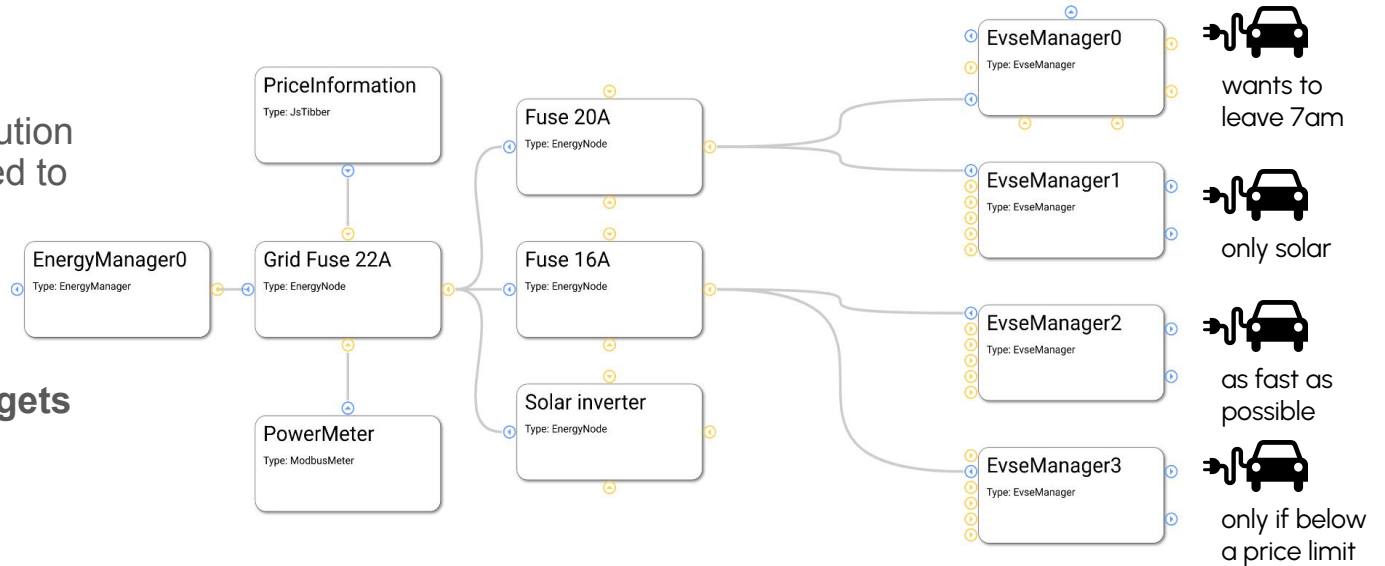 ution
ed to
gets
EnergyManager0
Type: EnergyManager
PriceInformation
Type: JsTibber
Grid Fuse 22A
Type: EnergyNode
PowerMeter
Type: ModbusMeter
Fuse 20A
Type: EnergyNode
Fuse 16A
Type: EnergyNode
Solar inverter
Type: EnergyNode
EvseManager0
Type: EvseManager
wants to
leave 7am
EvseManager1
Type: EvseManager
only solar
EvseManager2
Type: EvseManager
as fast as
possible
EvseManager3
Type: EvseManager
only if below
a price limit